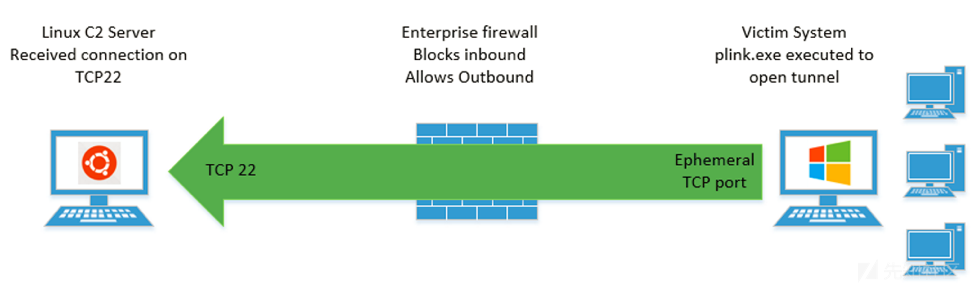 Linux C2 Server
Received connection on
TCP22
Enterprise firewall
Blocks inbound
Allows Outbound
Victim System
plink.exe executed to
open tunnel
TCP 22
Ephemeral
TCP port